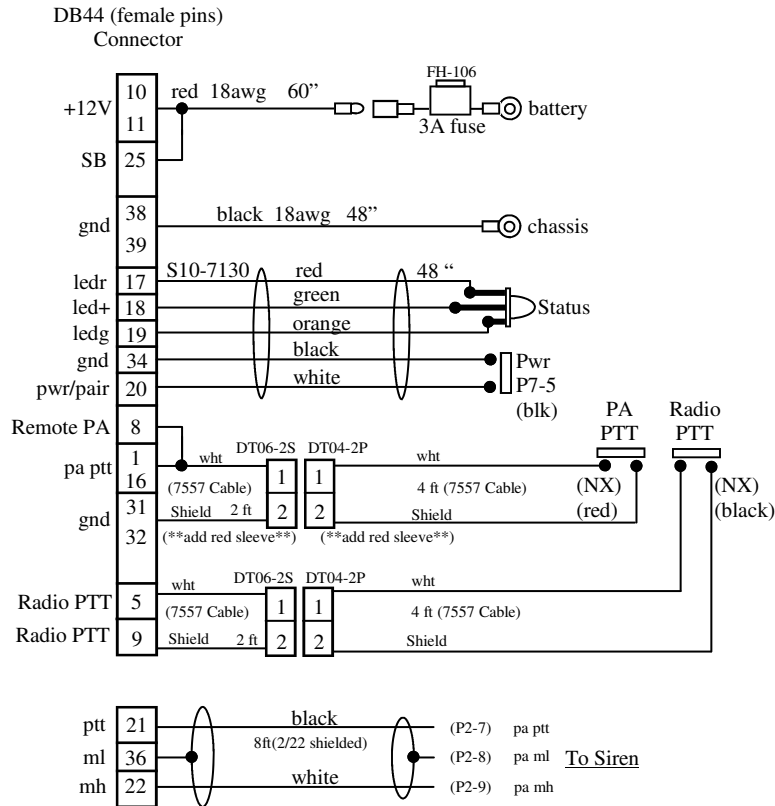 DB44 (female pins)
Connector
FH-106
+12V 10 red 18awg 60” battery
11 3A fuse
SB 25
gnd 38 black 18awg 48” chassis
39
ledr 17 S10-7130 red 48 “
led+ 18 green Status
ledg 19 orange
gnd 34 black Pwr
pwr/pair 20 white P7-5
(blk)
PA Radio
PTT PTT
Remote PA 8
pa ptt 1 wht DT06-2S DT04-2P wht
16 (7557 Cable) 1 1 4 ft (7557 Cable) (NX) (NX)
(red) (black)
gnd 31 Shield 2 ft 2 2 Shield
32 (**add red sleeve**) (**add red sleeve**)
wht DT06-2S DT04-2P wht
Radio PTT 5 (7557 Cable) 1 1 4 ft (7557 Cable)
Radio PTT 9 Shield 2 ft 2 2 Shield
ptt 21 black (P2-7) pa ptt
8ft(2/22 shielded)
ml 36 (P2-8) pa ml To Siren
mh 22 white (P2-9) pa mh